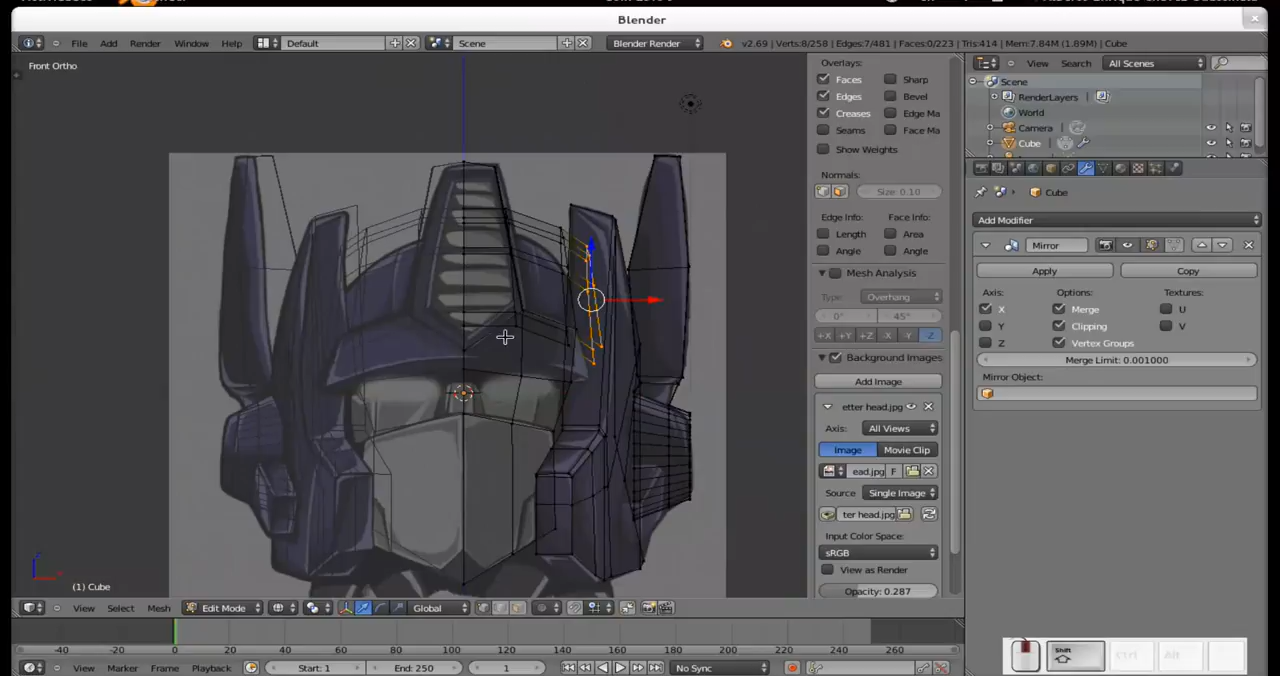 Blender
File Add Render Window Help Default Scene Blender Render v2.69 | Verts:8/258 | Edges:7/481 | Faces:0/223 | Tris:414 | Mem:7.84M (1.89M) | Cube
Front Ortho
Overlays:
Faces Sharp
Edges Bevel
Creases Edge Ma
Seams Face Ma
Show Weights
Normals:
Size: 0.10
Edge Info: Face Info:
Length Area
Angle Angle
Mesh Analysis
Type: Overhang
0° 45°
+X +Y +Z -X -Y -Z
Background Images
Add Image
etter head.jpg
Axis: All Views
Image Movie Clip
ead.jpg F
Source Single Image
ter head.jpg
Input Color Space:
sRGB
View as Render
Opacity: 0.287
View Search All Scenes
Scene
RenderLayers
World
Camera
Cube
Cube
Add Modifier
Mirror
Apply Copy
Axis: Options: Textures:
X Merge U
Y Clipping V
Z Vertex Groups
Merge Limit: 0.001000
Mirror Object:
(1) Cube
View Select Mesh Edit Mode Global
-40 -20 0 20 40 60 80 100 120 140 160 180 200 220 240 260
View Marker Frame Playback Start: 1 End: 250 1 No Sync
Shift Ctrl Alt